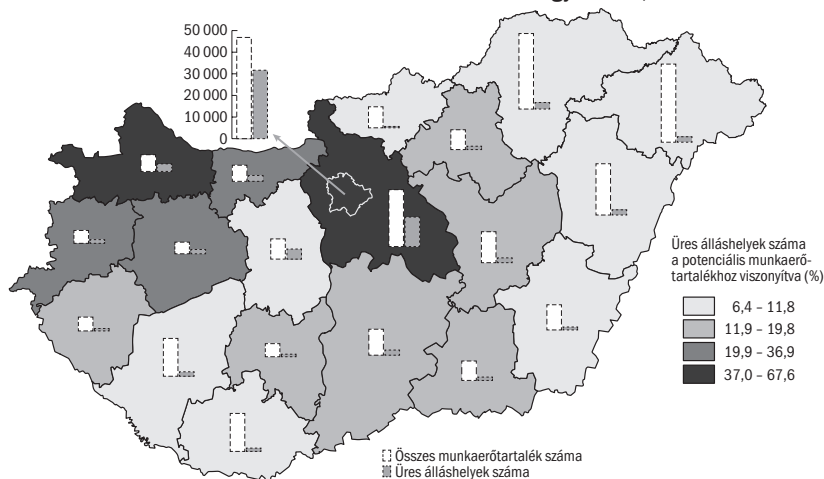 50 000
40 000
30 000
20 000
10 000
0
Üres álláshelyek száma
a potenciális munkaerő-
tartalékhoz viszonyítva (%)
6,4 – 11,8
11,9 – 19,8
19,9 – 36,9
37,0 – 67,6
Összes munkaerőtartalék száma
Üres álláshelyek száma